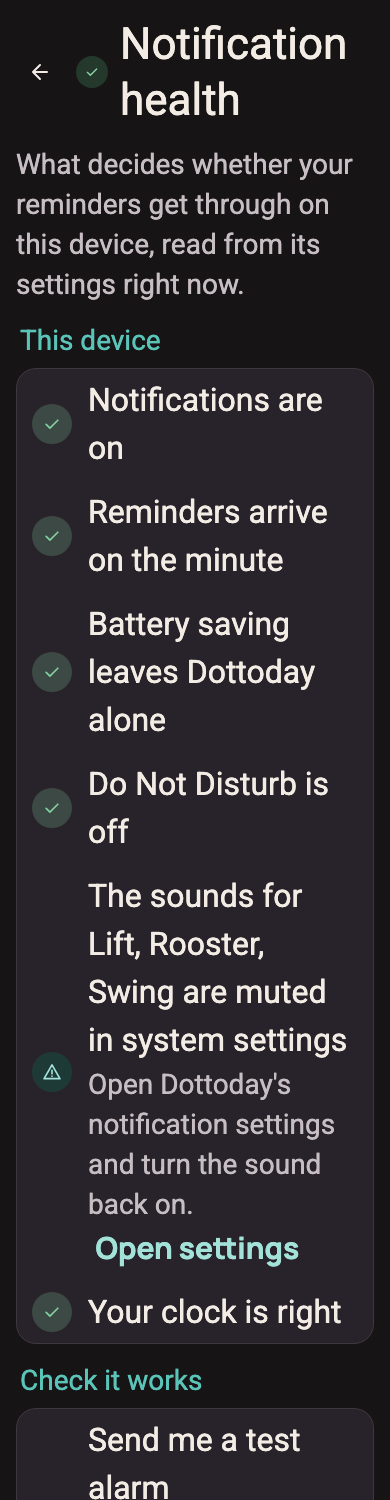 Notification
health
What decides whether your
reminders get through on
this device, read from its
settings right now.
This device
Notifications are
on
Reminders arrive
on the minute
Battery saving
leaves Dottoday
alone
Do Not Disturb is
off
The sounds for
Lift, Rooster,
Swing are muted
in system settings
Open Dottoday's
notification settings
and turn the sound
back on.
Open settings
Your clock is right
Check it works
Send me a test
alarm